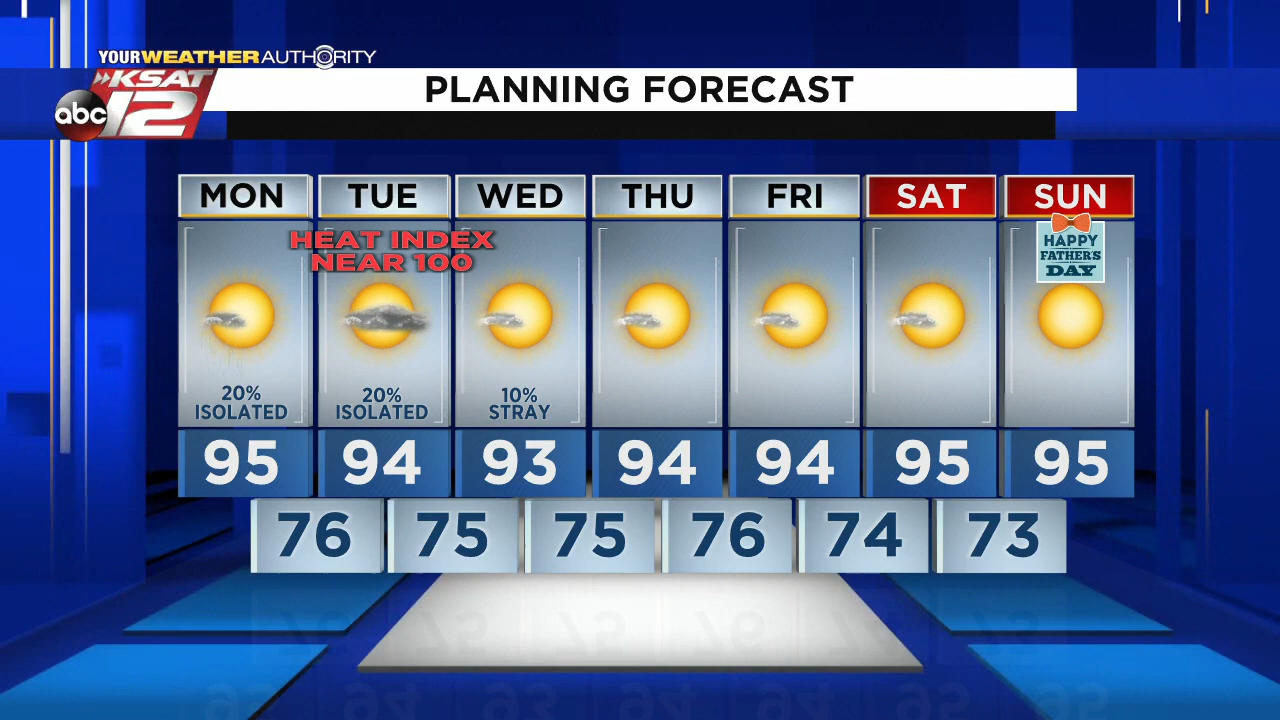 YOURWEATHERAUTHORITY
KSAT
abc 12
PLANNING FORECAST
MON TUE WED THU FRI SAT SUN
HEAT INDEX
NEAR 100
HAPPY
FATHER'S
DAY
20% 20% 10%
ISOLATED ISOLATED STRAY
95 94 93 94 94 95 95
76 75 75 76 74 73